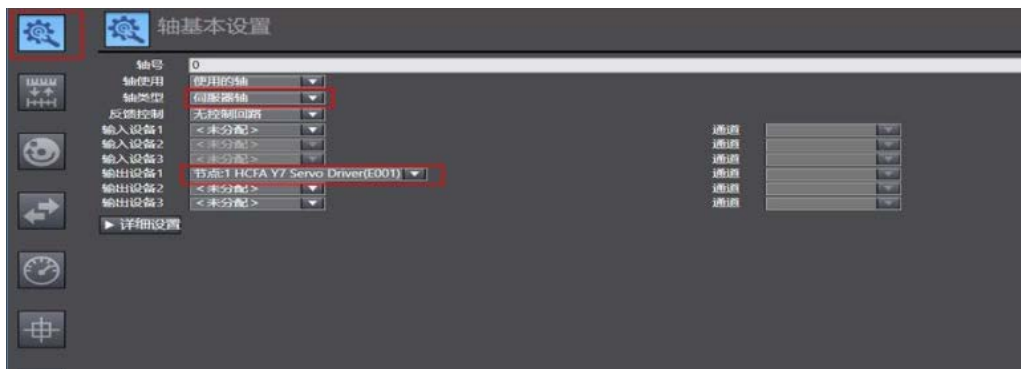 轴基本设置
轴号 0
轴使用 使用的轴
轴类型 伺服器轴
反馈控制 无控制回路
输入设备1 <未分配> 通道
输入设备2 <未分配> 通道
输入设备3 <未分配> 通道
输出设备1 节点:1 HCFA Y7 Servo Driver(E001) 通道
输出设备2 <未分配> 通道
输出设备3 <未分配> 通道
▶ 详细设置